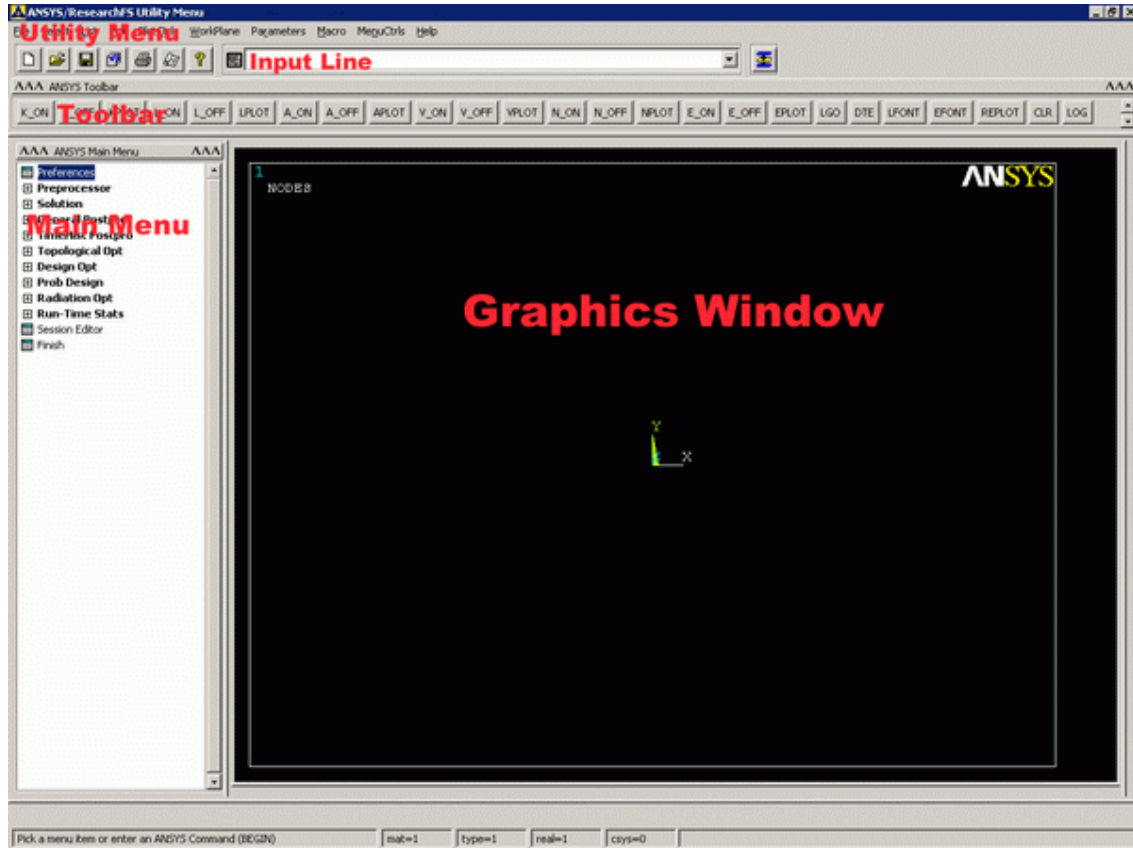 ANSYS/ResearchFS Utility Menu
Utility Menu WorkPlane Parameters Macro MenuCtrls Help
Input Line
ANSYS Toolbar
K_ON Toolbar L_OFF LPLOT A_ON A_OFF APLOT V_ON V_OFF VPLOT N_ON N_OFF NPLOT E_ON E_OFF EPLOT LGO DTE LFONT EFONT REPLOT CLR LOG
ANSYS Main Menu
Preferences
Preprocessor
Solution
Main Menu
Topological Opt
Design Opt
Prob Design
Radiation Opt
Run-Time Stats
Session Editor
Finish
1
NODES
ANSYS
Graphics Window
Y
X
Pick a menu item or enter an ANSYS Command (BEGIN) mat=1 type=1 real=1 csys=0